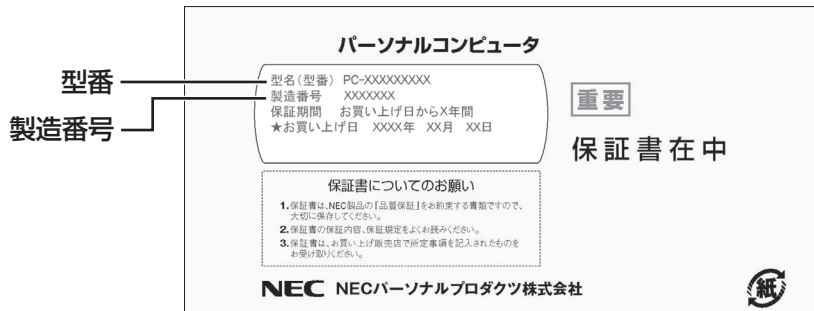 パーソナルコンピュータ
型番
製造番号
型名(型番) PC-XXXXXXXXX
製造番号 XXXXXXX
保証期間 お買い上げ日からX年間
★お買い上げ日 XXXX年 XX月 XX日
重要
保証書在中
保証書についてのお願い
1.保証書は、NEC製品の「品質保証」をお約束する書類ですので、
大切に保存してください。
2.保証書の保証内容、保証規定をよくお読みください。
3.保証書は、お買い上げ販売店で所定事項を記入されたものを
お受け取りください。
NEC NECパーソナルプロダクツ株式会社
紙